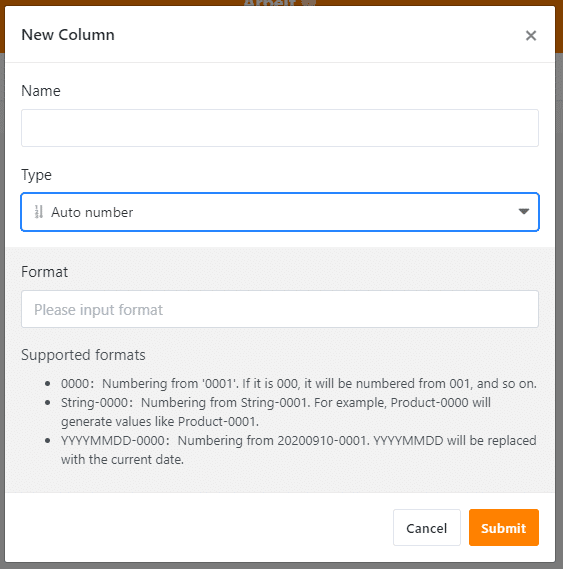 Arbeit
New Column
Name
Type
Auto number
Format
Please input format
Supported formats
0000：Numbering from '0001'. If it is 000, it will be numbered from 001, and so on.
String-0000：Numbering from String-0001. For example, Product-0000 will
generate values like Product-0001.
YYYYMMDD-0000：Numbering from 20200910-0001. YYYYMMDD will be replaced
with the current date.
Cancel
Submit